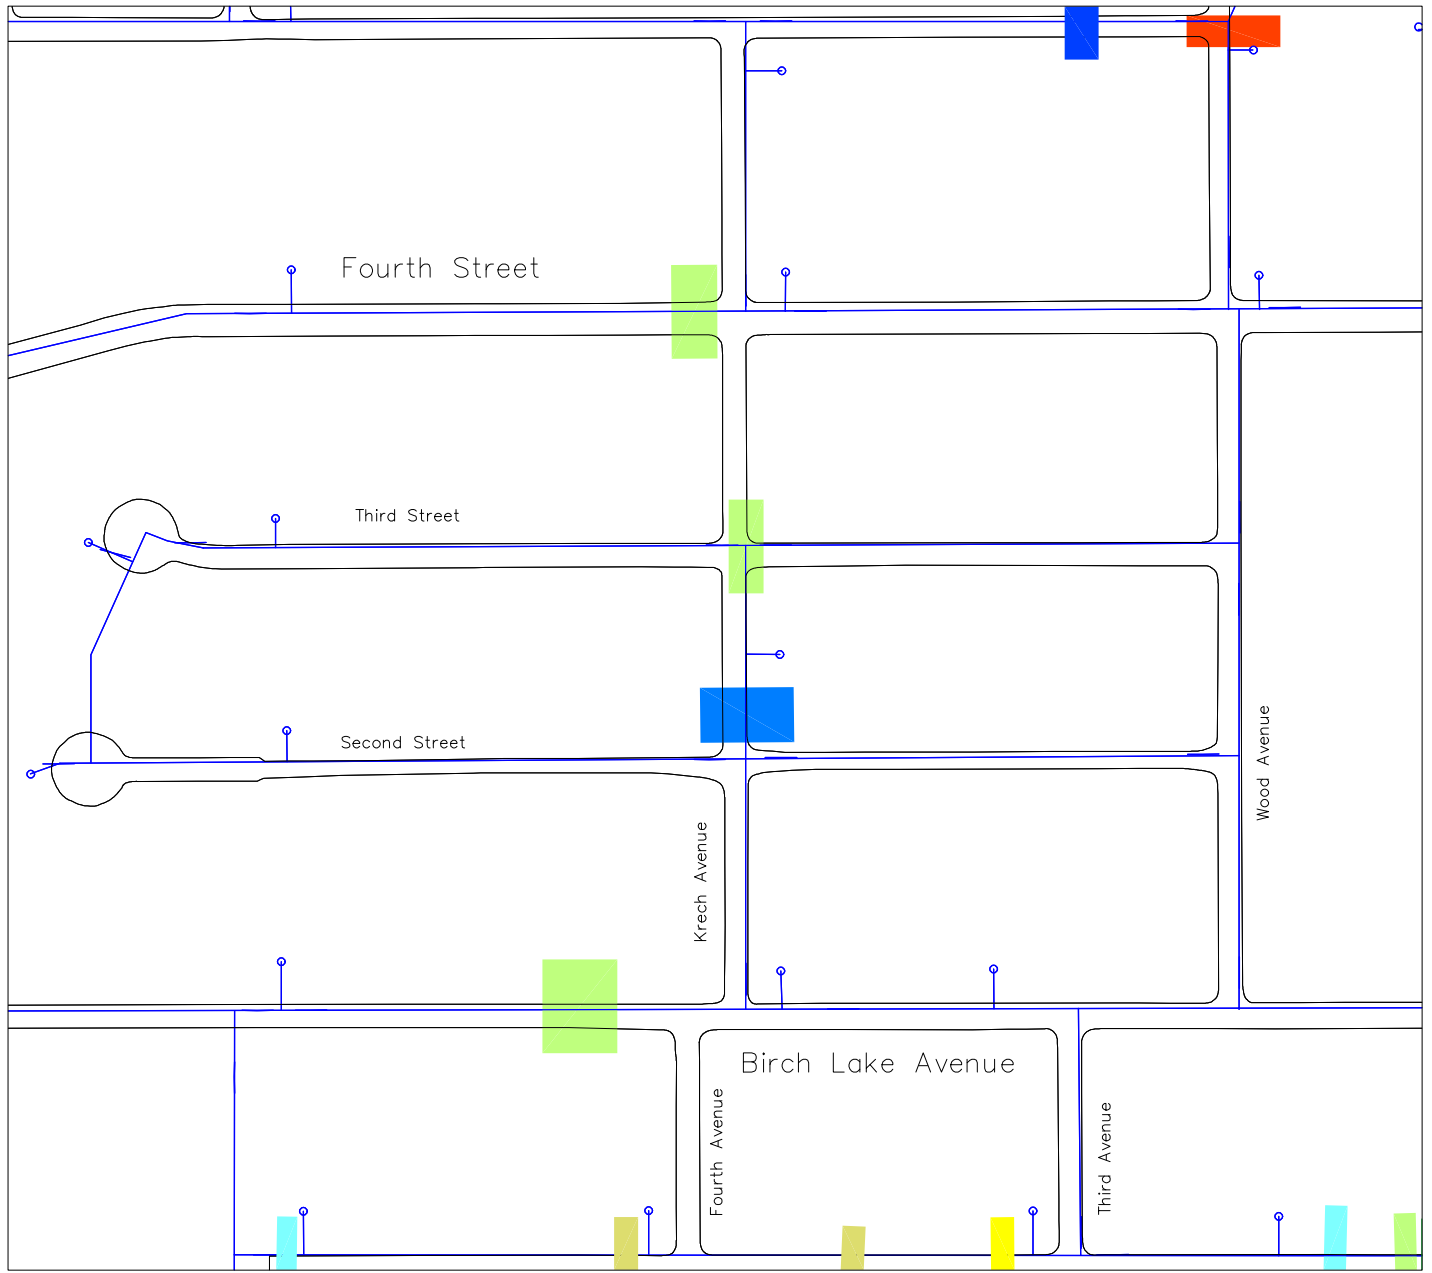 Fourth Street
Third Street
Second Street
Wood Avenue
Krech Avenue
Birch Lake Avenue
Fourth Avenue
Third Avenue